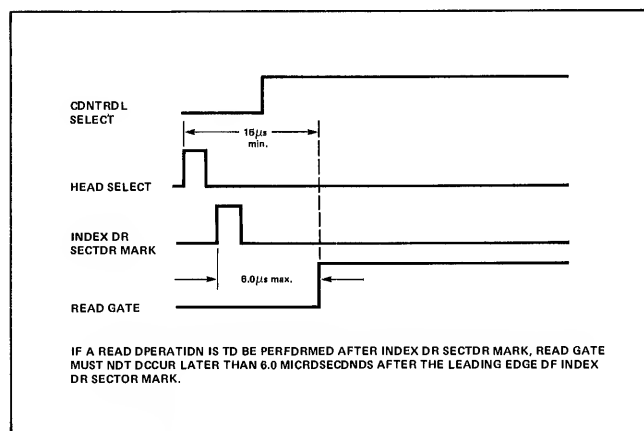 CDNTRDL
SELECT
15µs
min.
HEAD SELECT
INDEX DR
SECTDR MARK
6.0µs max.
READ GATE
IF A READ DPERATIDN IS TD BE PERFDRMED AFTER INDEX DR SECTDR MARK, READ GATE
MUST NDT DCCUR LATER THAN 6.0 MICRDSECDNDS AFTER THE LEADING EDGE DF INDEX
DR SECTOR MARK.